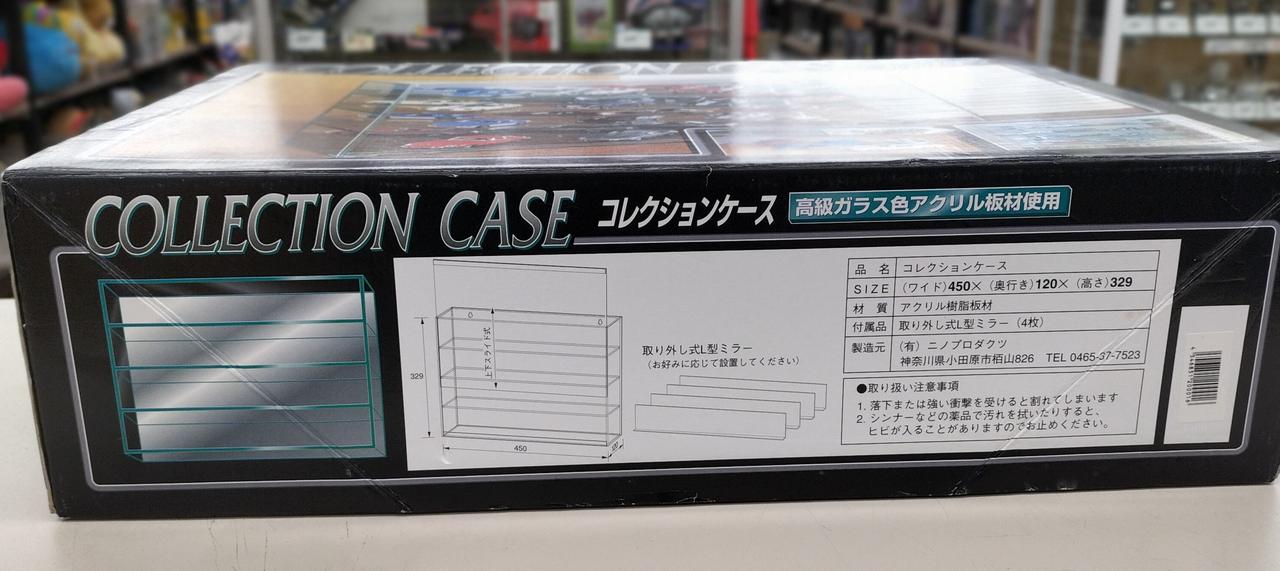 COLLECTION CASE コレクションケース 高級ガラス色アクリル板材使用
上下スライド式
329
450
取り外し式L型ミラー
(お好みに応じて設置してください)
品 名 コレクションケース
SIZE (ワイド)450×(奥行き)120×(高さ)329
材 質 アクリル樹脂板材
付属品 取り外し式L型ミラー(4枚)
製造元 (有)ニノプロダクツ
神奈川県小田原市栢山826 TEL 0465-37-7523
●取り扱い注意事項
1. 落下または強い衝撃を受けると割れてしまいます
2. シンナーなどの薬品で汚れを拭いたりすると、
ヒビが入ることがありますのでお止めください。